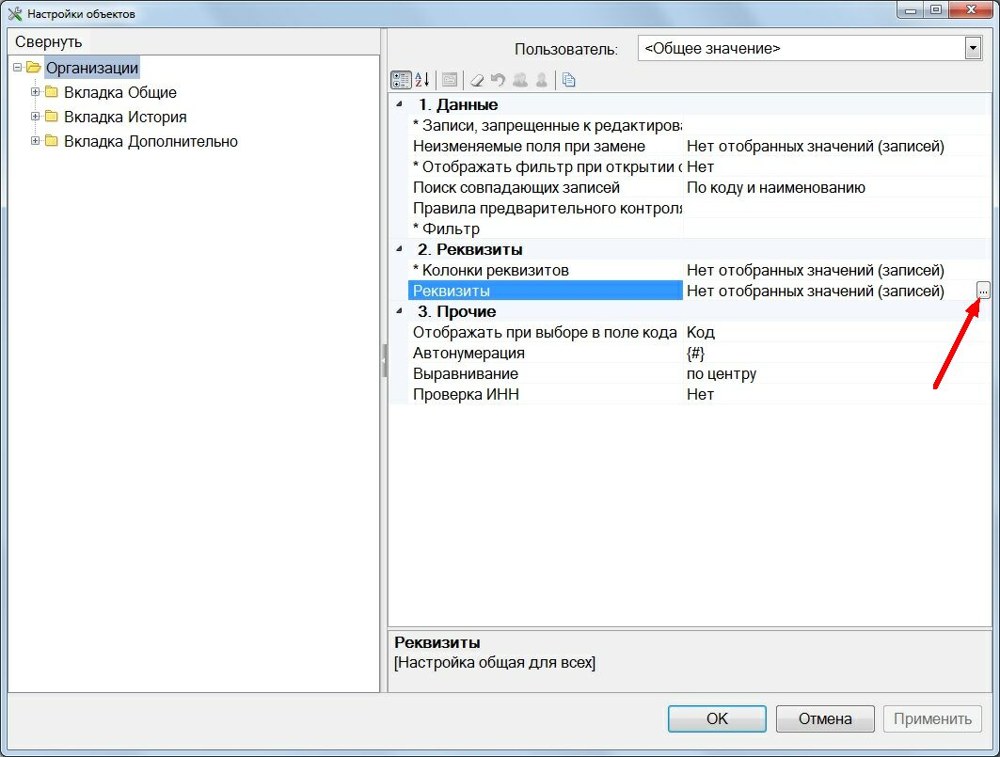 Настройки объектов
Свернуть
Организации
Вкладка Общие
Вкладка История
Вкладка Дополнительно
Пользователь: <Общее значение>
1. Данные
* Записи, запрещенные к редактирова
Неизменяемые поля при замене Нет отобранных значений (записей)
* Отображать фильтр при открытии с Нет
Поиск совпадающих записей По коду и наименованию
Правила предварительного контроля
* Фильтр
2. Реквизиты
* Колонки реквизитов Нет отобранных значений (записей)
Реквизиты Нет отобранных значений (записей) ...
3. Прочие
Отображать при выборе в поле кода Код
Автонумерация {#}
Выравнивание по центру
Проверка ИНН Нет
Реквизиты
[Настройка общая для всех]
OK Отмена Применить